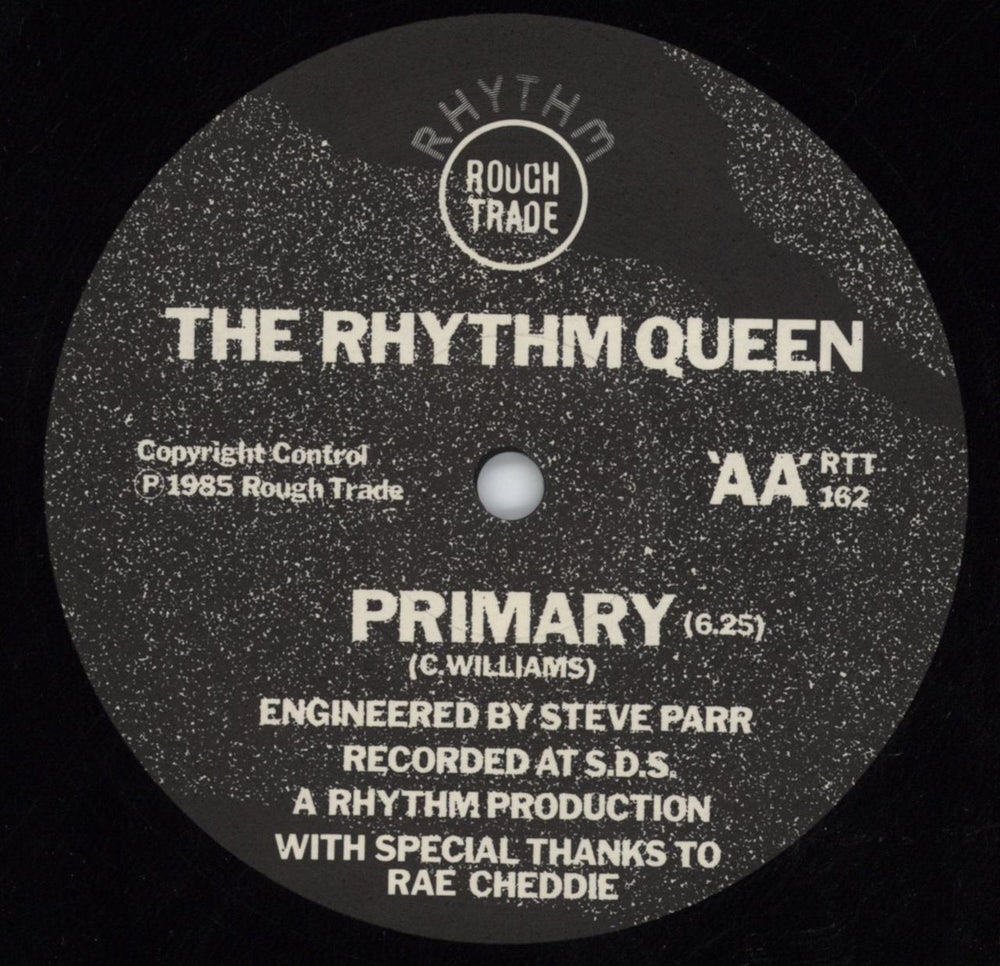 RHYTHM
ROUGH
TRADE
THE RHYTHM QUEEN
Copyright Control
Ⓟ 1985 Rough Trade
'AA' RTT
162
PRIMARY (6.25)
(C.WILLIAMS)
ENGINEERED BY STEVE PARR
RECORDED AT S.D.S.
A RHYTHM PRODUCTION
WITH SPECIAL THANKS TO
RAE CHEDDIE